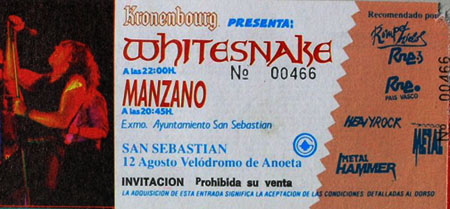 Kronenbourg PRESENTA:
WHITESNAKE
A las 22:00H.
Nº 00466
MANZANO
A las 20:45H.
Exmo. Ayuntamiento San Sebastian
SAN SEBASTIAN
12 Agosto Velódromo de Anoeta
INVITACION Prohibida su venta
LA ADQUISICION DE ESTA ENTRADA SIGNIFICA LA ACEPTACION DE LAS CONDICIONES DETALLADAS AL DORSO
Recomendado por
Rne3
Rne
PAIS VASCO
HEAVYROCK
METAL
METAL
HAMMER
00466